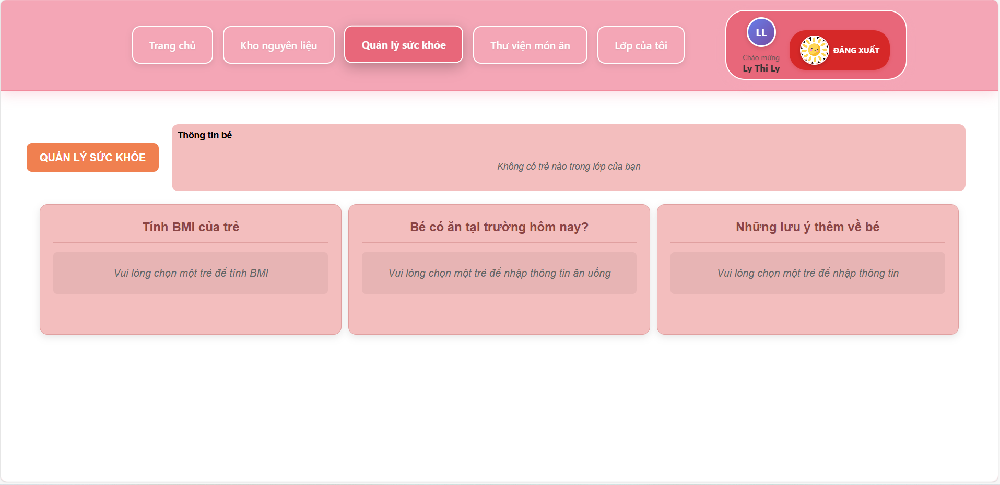 Trang chủ
Kho nguyên liệu
Quản lý sức khỏe
Thư viện món ăn
Lớp của tôi
LL
Chào mừng
Ly Thi Ly
ĐĂNG XUẤT
QUẢN LÝ SỨC KHỎE
Thông tin bé
Không có trẻ nào trong lớp của bạn
Tính BMI của trẻ
Vui lòng chọn một trẻ để tính BMI
Bé có ăn tại trường hôm nay?
Vui lòng chọn một trẻ để nhập thông tin ăn uống
Những lưu ý thêm về bé
Vui lòng chọn một trẻ để nhập thông tin